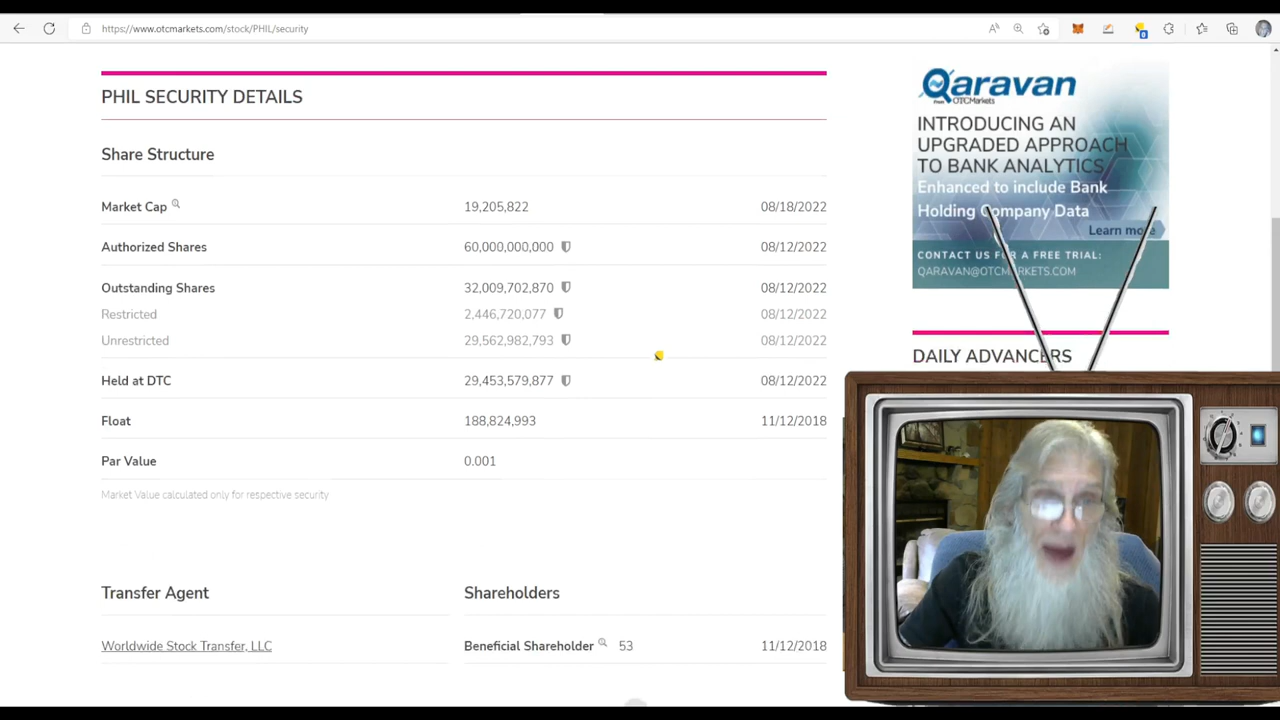 https://www.otcmarkets.com/stock/PHIL/security
A
0
PHIL SECURITY DETAILS
Share Structure
Market Cap 19,205,822 08/18/2022
Authorized Shares 60,000,000,000 08/12/2022
Outstanding Shares 32,009,702,870 08/12/2022
Restricted 2,446,720,077 08/12/2022
Unrestricted 29,562,982,793 08/12/2022
Held at DTC 29,453,579,877 08/12/2022
Float 188,824,993 11/12/2018
Par Value 0.001
Market Value calculated only for respective security
Transfer Agent
Worldwide Stock Transfer, LLC
Shareholders
Beneficial Shareholder 53 11/12/2018
Qaravan
From OTCMarkets
INTRODUCING AN
UPGRADED APPROACH
TO BANK ANALYTICS
Enhanced to include Bank
Holding Company Data
Learn more
CONTACT US FOR A FREE TRIAL:
QARAVAN@OTCMARKETS.COM
DAILY ADVANCERS